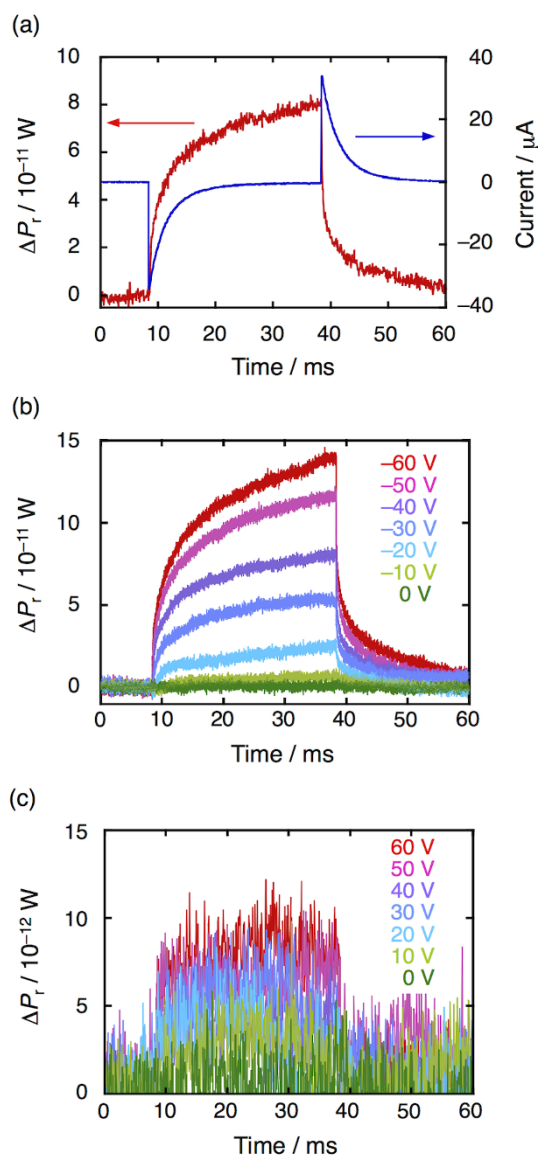 (a)
10
8
6
4
2
0
ΔPr / 10–11 W
40
20
0
–20
–40
Current / μA
0 10 20 30 40 50 60
Time / ms
(b)
15
10
5
0
ΔPr / 10–11 W
–60 V
–50 V
–40 V
–30 V
–20 V
–10 V
0 V
0 10 20 30 40 50 60
Time / ms
(c)
15
10
5
0
ΔPr / 10–12 W
60 V
50 V
40 V
30 V
20 V
10 V
0 V
0 10 20 30 40 50 60
Time / ms